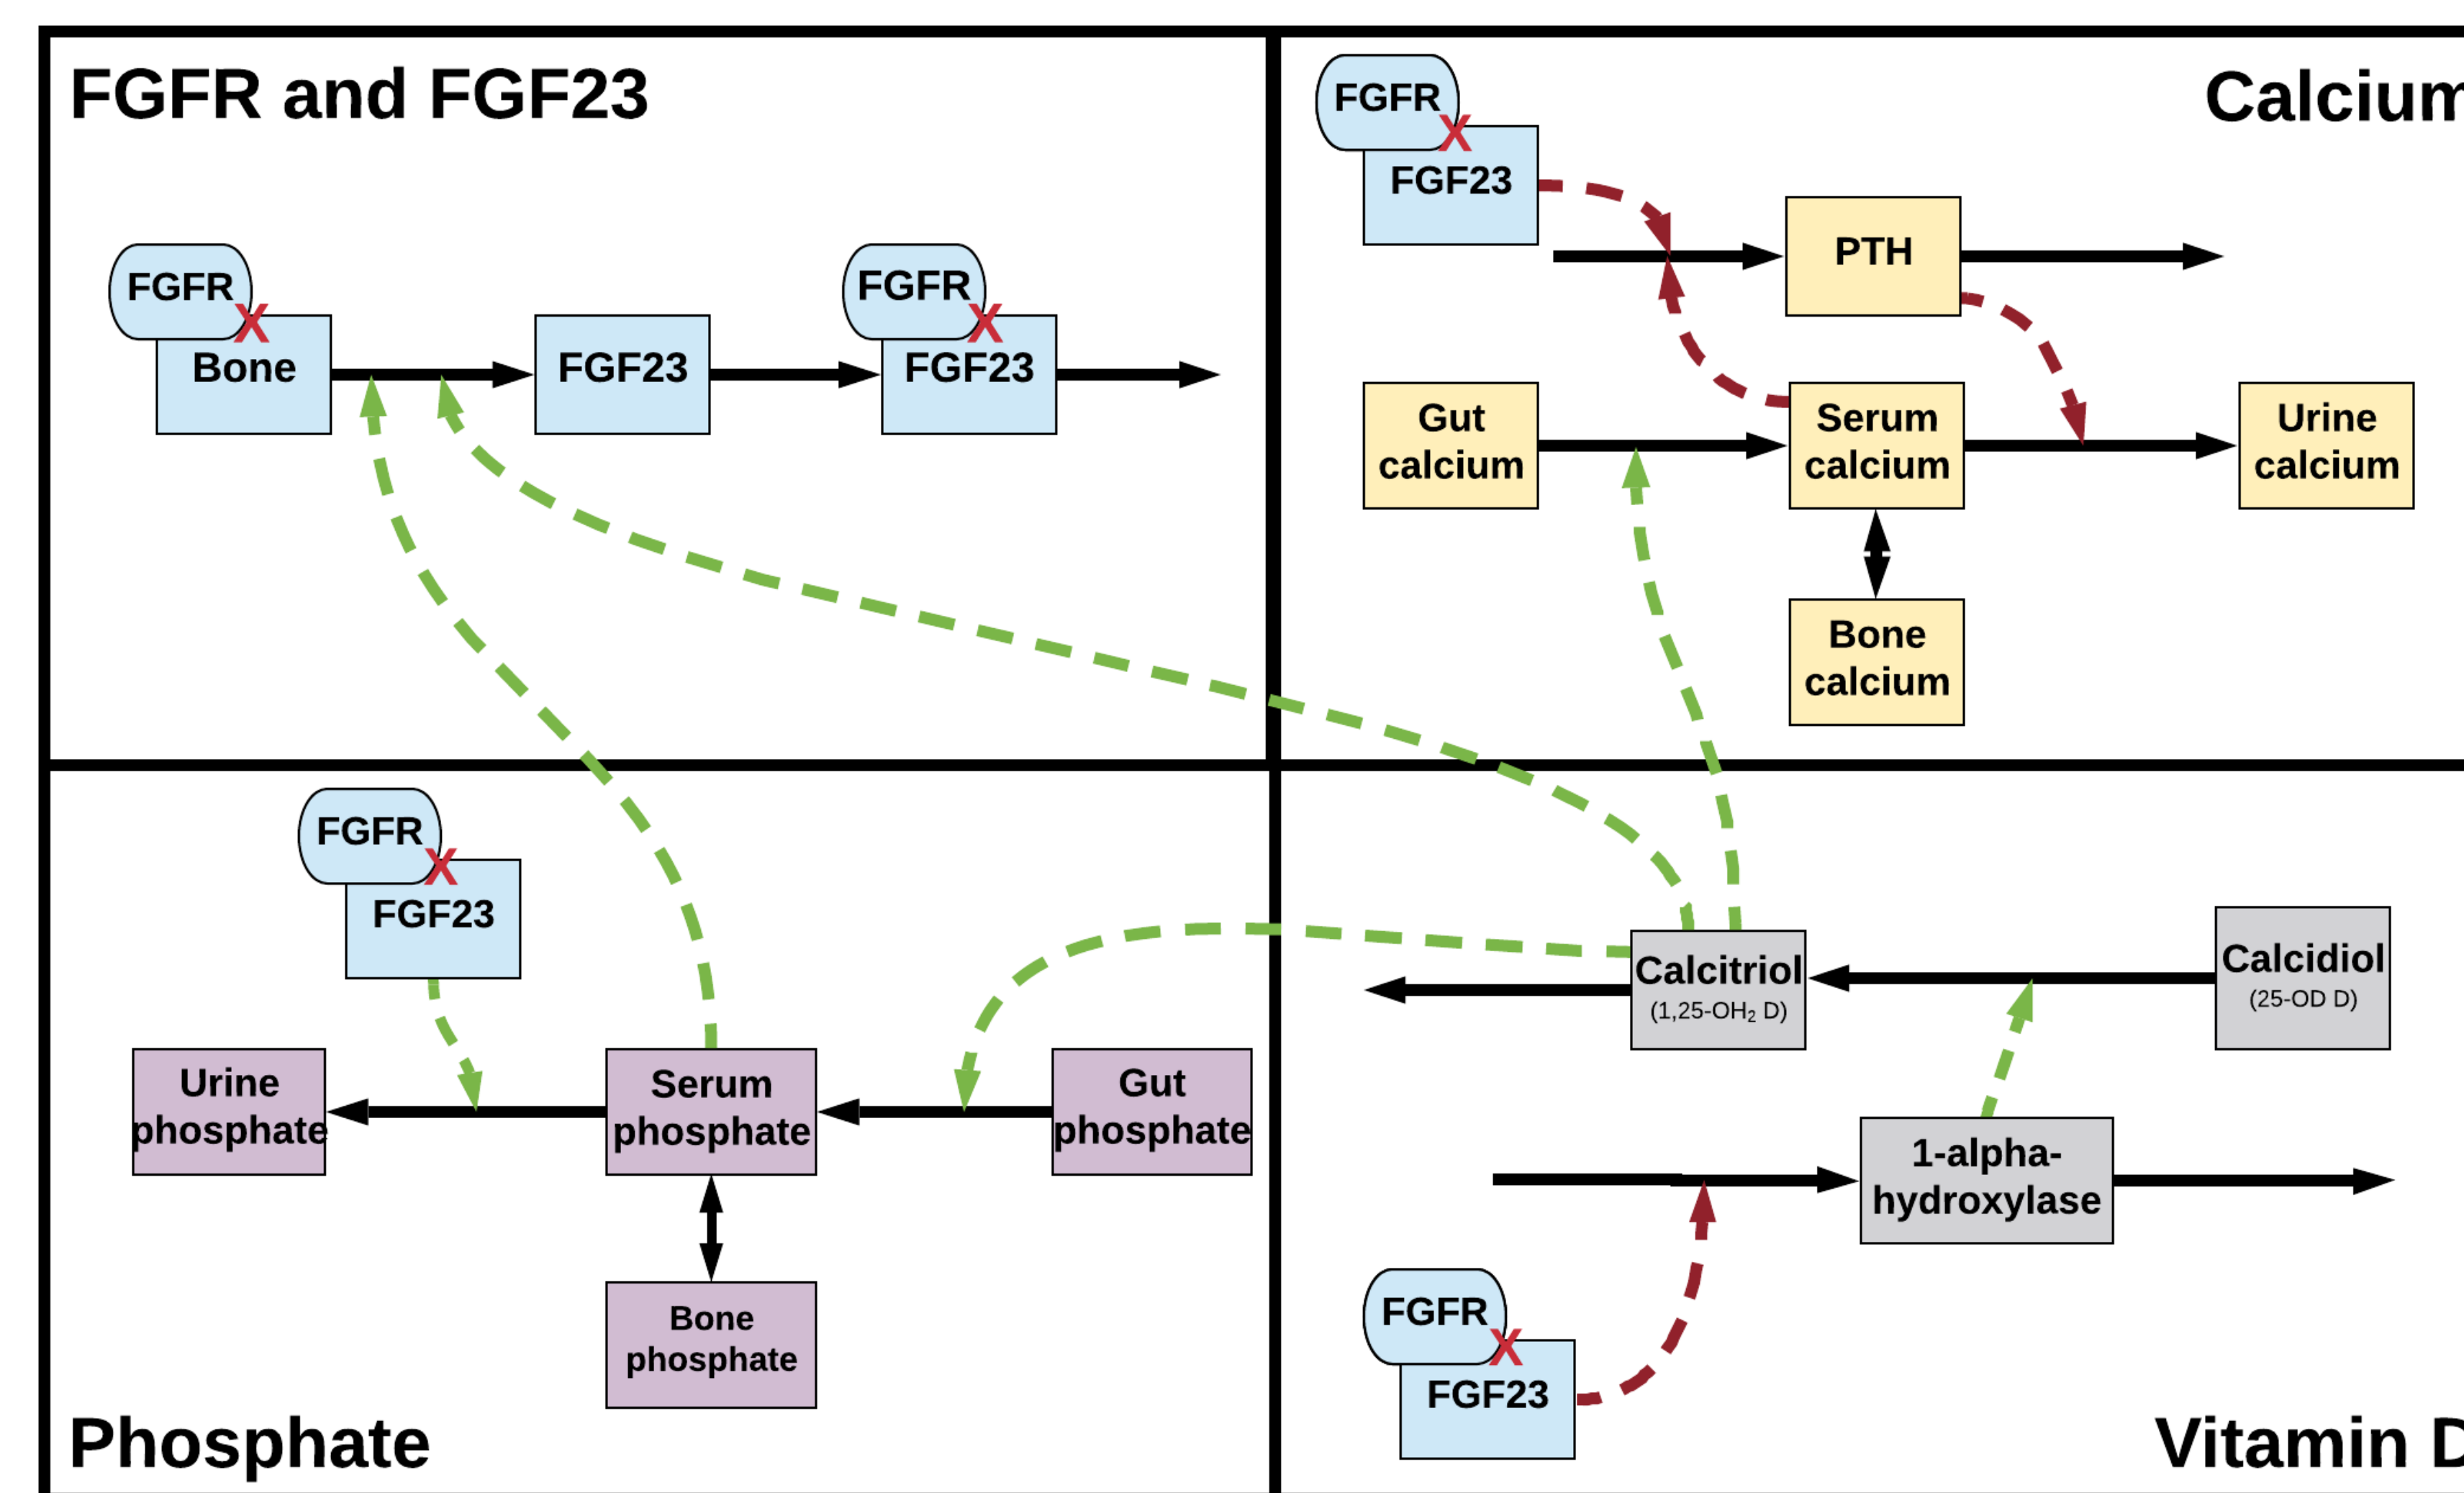 FGFR and FGF23
FGFR
X
Bone
FGF23
FGFR
X
FGF23
Calcium
FGFR
X
FGF23
PTH
Gut
calcium
Serum
calcium
Urine
calcium
Bone
calcium
FGFR
X
FGF23
Urine
phosphate
Serum
phosphate
Gut
phosphate
Bone
phosphate
Phosphate
Calcitriol
(1,25-OH₂ D)
Calcidiol
(25-OD D)
1-alpha-
hydroxylase
FGFR
X
FGF23
Vitamin D